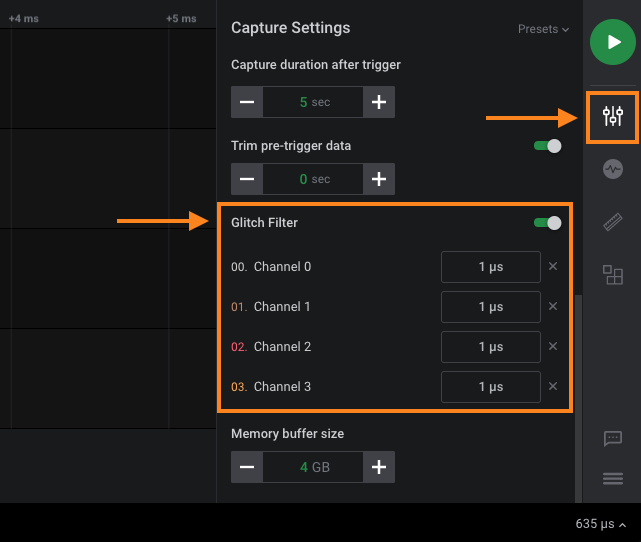 +4 ms
+5 ms
Capture Settings
Presets
Capture duration after trigger
5 sec
Trim pre-trigger data
0 sec
Glitch Filter
00. Channel 0 1 µs
01. Channel 1 1 µs
02. Channel 2 1 µs
03. Channel 3 1 µs
Memory buffer size
4 GB
635 µs